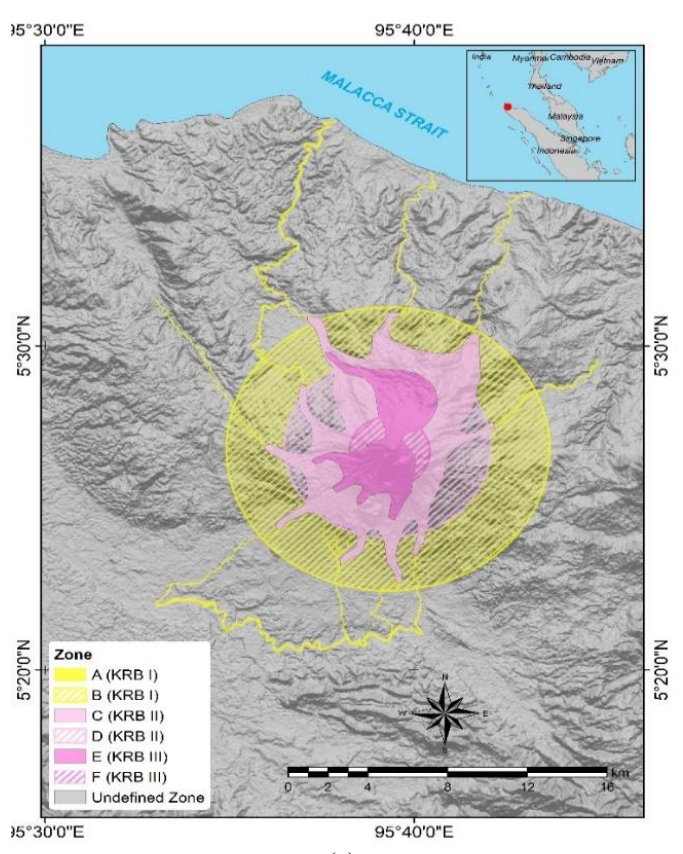 95°30'0"E 95°40'0"E
MALACCA STRAIT
India Myanmar Cambodia Vietnam
Thailand
Malaysia
Singapore
Indonesia
5°30'0"N 5°30'0"N
5°20'0"N 5°20'0"N
Zone
A (KRB I)
B (KRB I)
C (KRB II)
D (KRB II)
E (KRB III)
F (KRB III)
Undefined Zone
N
W E
S
km
0 2 4 8 12 16
95°30'0"E 95°40'0"E